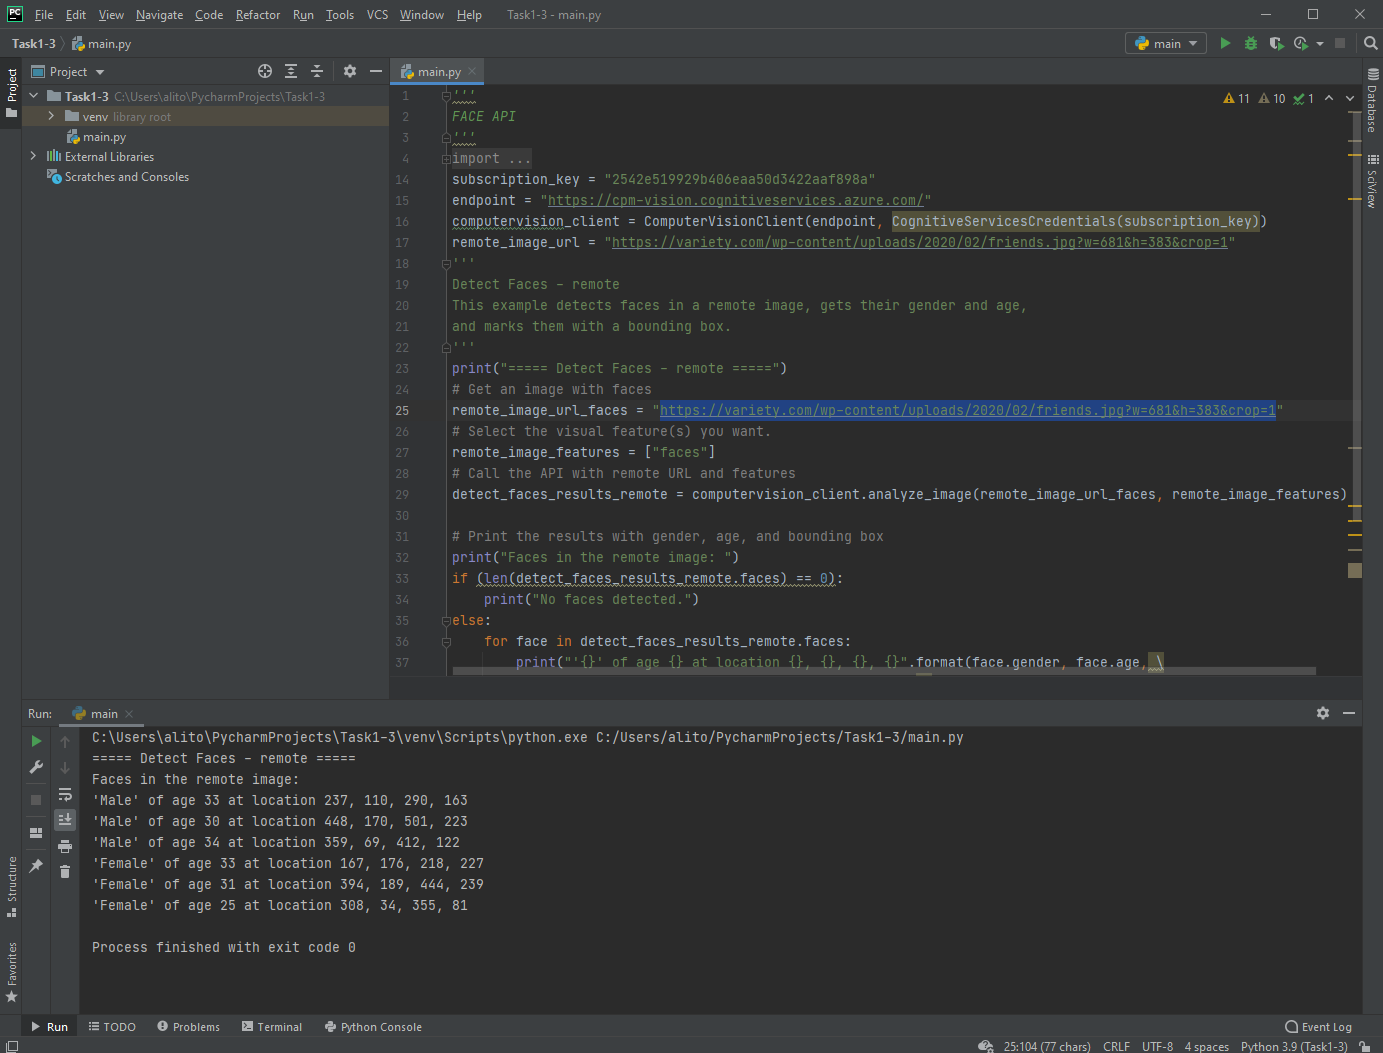 PC File Edit View Navigate Code Refactor Run Tools VCS Window Help Task1-3 - main.py
Task1-3 main.py main
Project
main.py
Task1-3 C:\Users\alito\PycharmProjects\Task1-3
venv library root
main.py
External Libraries
Scratches and Consoles
Project
Structure
Favorites
Database
SciView
11 10 1
1 '''
2 FACE API
3 '''
4 import ...
14 subscription_key = "2542e519929b406eaa50d3422aaf898a"
15 endpoint = "https://cpm-vision.cognitiveservices.azure.com/"
16 computervision_client = ComputerVisionClient(endpoint, CognitiveServicesCredentials(subscription_key))
17 remote_image_url = "https://variety.com/wp-content/uploads/2020/02/friends.jpg?w=681&h=383&crop=1"
18 '''
19 Detect Faces - remote
20 This example detects faces in a remote image, gets their gender and age,
21 and marks them with a bounding box.
22 '''
23 print("===== Detect Faces - remote =====")
24 # Get an image with faces
25 remote_image_url_faces = "https://variety.com/wp-content/uploads/2020/02/friends.jpg?w=681&h=383&crop=1"
26 # Select the visual feature(s) you want.
27 remote_image_features = ["faces"]
28 # Call the API with remote URL and features
29 detect_faces_results_remote = computervision_client.analyze_image(remote_image_url_faces, remote_image_features)
30
31 # Print the results with gender, age, and bounding box
32 print("Faces in the remote image: ")
33 if (len(detect_faces_results_remote.faces) == 0):
34 print("No faces detected.")
35 else:
36 for face in detect_faces_results_remote.faces:
37 print("'{}' of age {} at location {}, {}, {}, {}".format(face.gender, face.age, \
Run: main
C:\Users\alito\PycharmProjects\Task1-3\venv\Scripts\python.exe C:/Users/alito/PycharmProjects/Task1-3/main.py
===== Detect Faces - remote =====
Faces in the remote image:
'Male' of age 33 at location 237, 110, 290, 163
'Male' of age 30 at location 448, 170, 501, 223
'Male' of age 34 at location 359, 69, 412, 122
'Female' of age 33 at location 167, 176, 218, 227
'Female' of age 31 at location 394, 189, 444, 239
'Female' of age 25 at location 308, 34, 355, 81
Process finished with exit code 0
Run TODO Problems Terminal Python Console Event Log
25:104 (77 chars) CRLF UTF-8 4 spaces Python 3.9 (Task1-3)